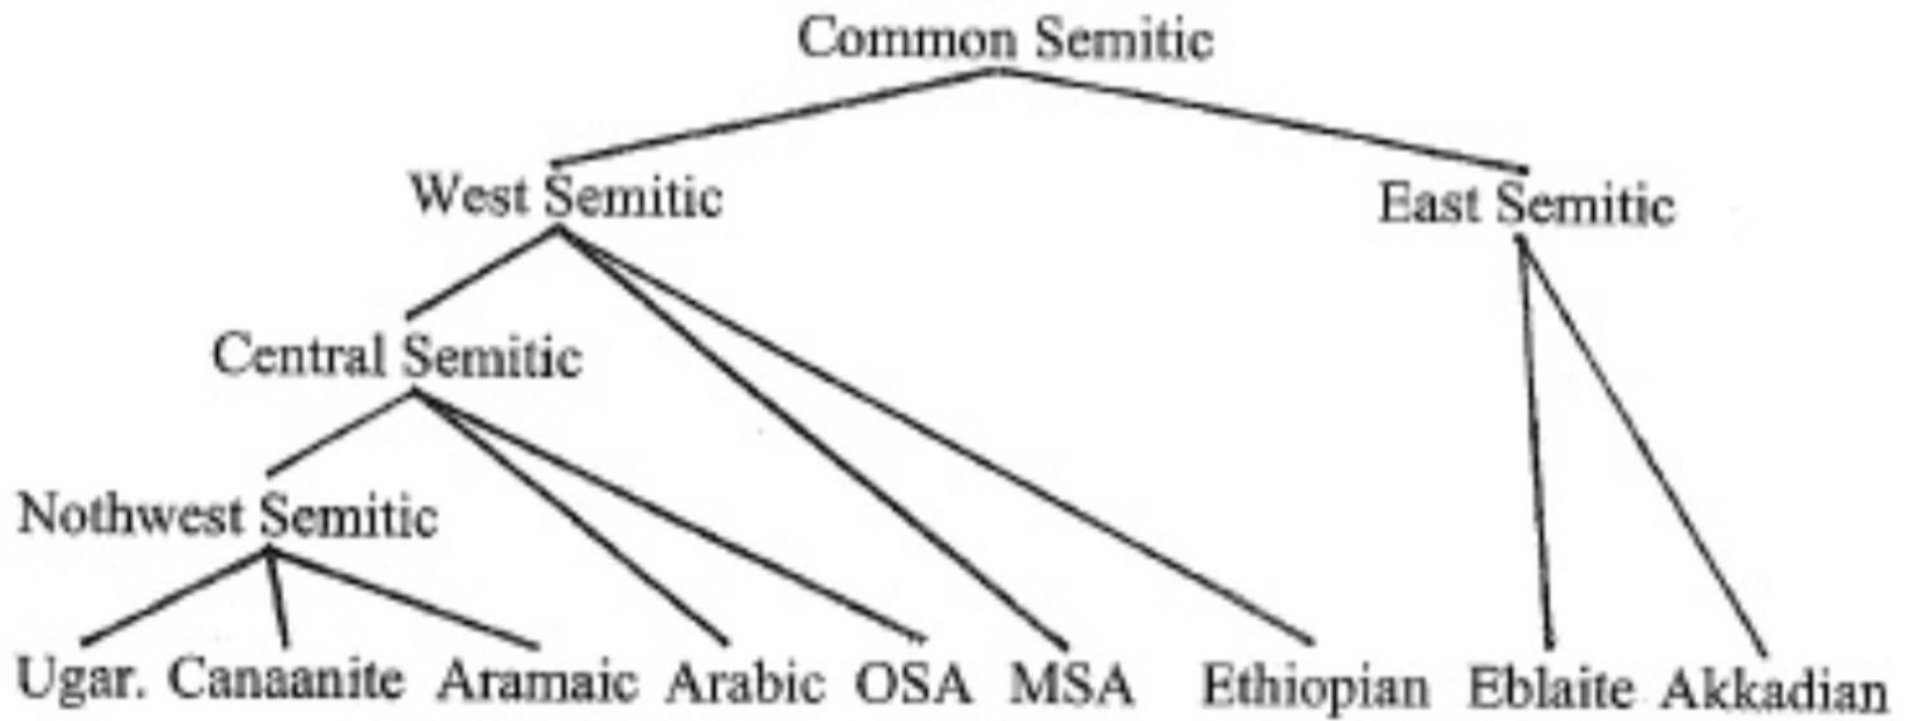 Common Semitic
West Semitic East Semitic
Central Semitic
Nothwest Semitic
Ugar. Canaanite Aramaic Arabic OSA MSA Ethiopian Eblaite Akkadian